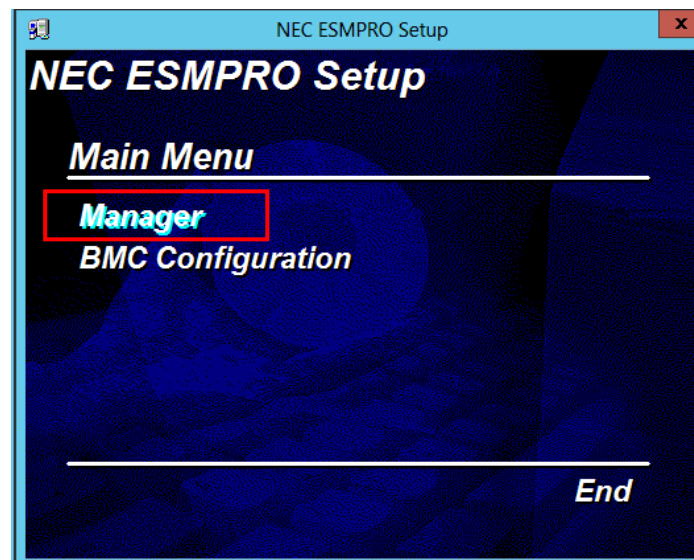 NEC ESMPRO Setup
x
NEC ESMPRO Setup
Main Menu
Manager
BMC Configuration
End